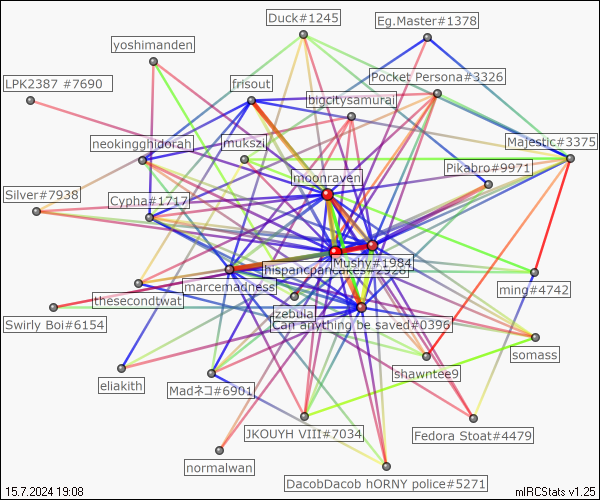 Duck#1245
Eg.Master#1378
yoshimanden
Pocket Persona#3326
LPK2387 #7690
frisout
bigcitysamurai
neokingghidorah
mukszii
Majestic#3375
Pikabro#9971
moonraven
Silver#7938
Cypha#1717
Mushy#1984
hispancpancakes#2928
marcemadness
ming#4742
thesecondtwat
zebula
Swirly Boi#6154
Can anything be saved#0396
somass
eliakith
shawntee9
Madネコ#6901
JKOUYH VIII#7034
Fedora Stoat#4479
normalwan
DacobDacob hORNY police#5271
15.7.2024 19:08
mIRCStats v1.25